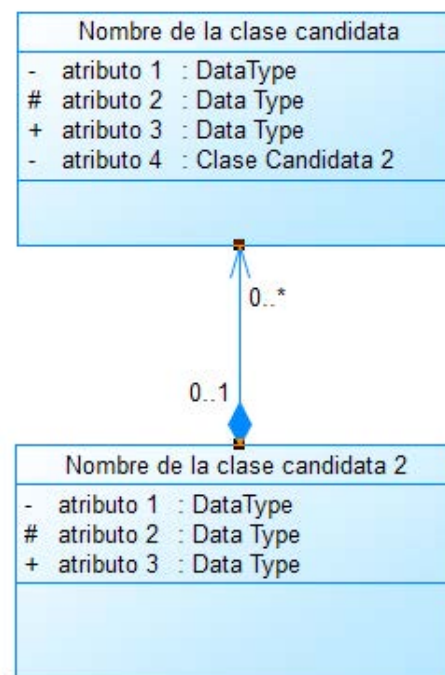 Nombre de la clase candidata
- atributo 1 : DataType
# atributo 2 : Data Type
+ atributo 3 : Data Type
- atributo 4 : Clase Candidata 2
0..*
0..1
Nombre de la clase candidata 2
- atributo 1 : DataType
# atributo 2 : Data Type
+ atributo 3 : Data Type